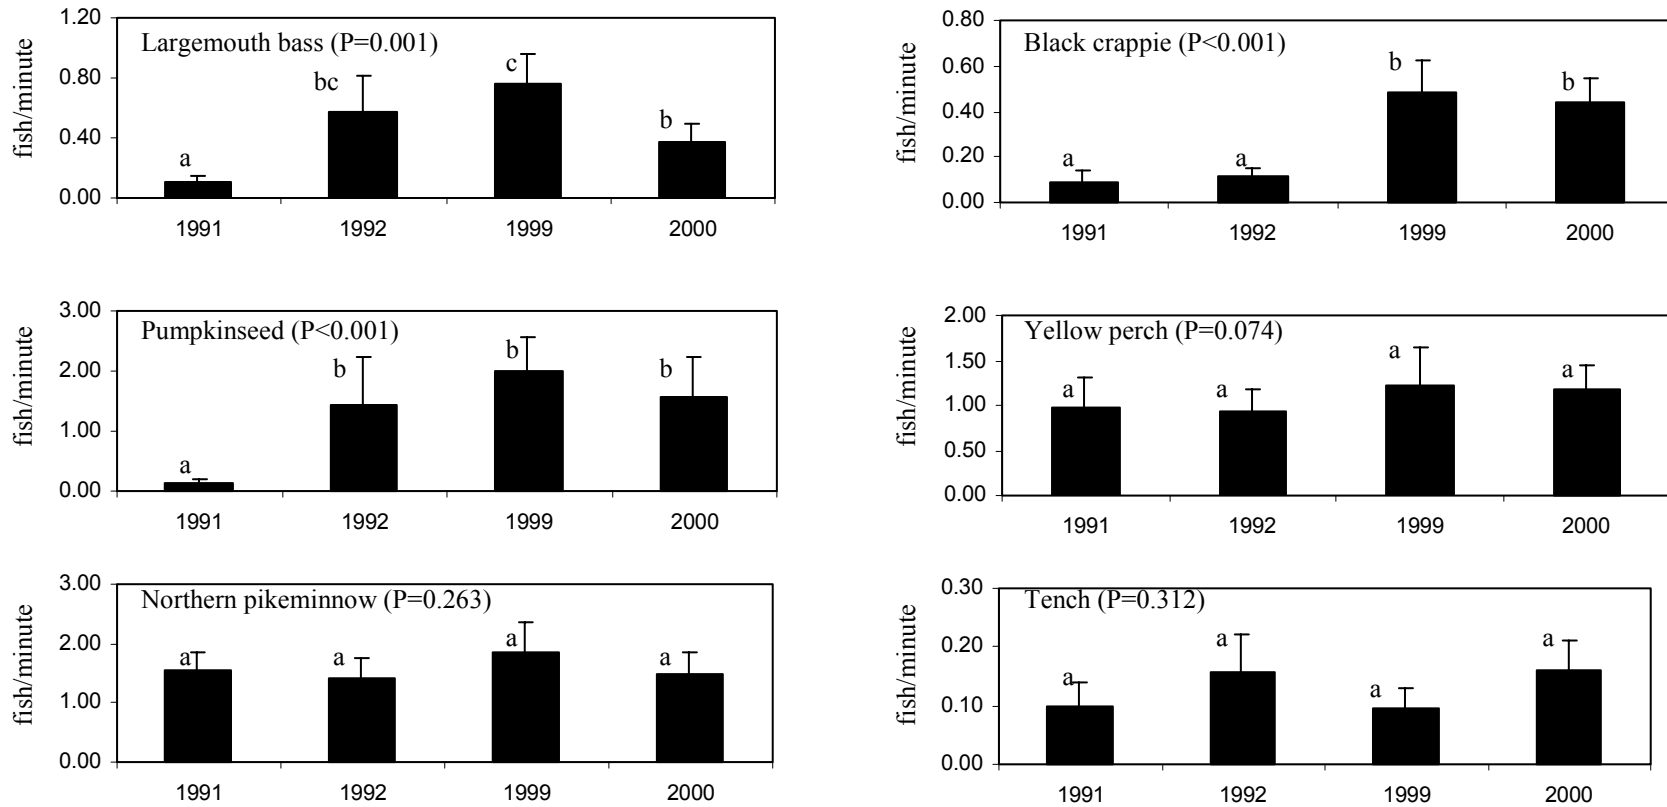 fish/minute
1.20
0.80
0.40
0.00
Largemouth bass (P=0.001)
a
bc
c
b
1991 1992 1999 2000
fish/minute
0.80
0.60
0.40
0.20
0.00
Black crappie (P<0.001)
a
a
b
b
1991 1992 1999 2000
fish/minute
3.00
2.00
1.00
0.00
Pumpkinseed (P<0.001)
a
b
b
b
1991 1992 1999 2000
fish/minute
2.00
1.50
1.00
0.50
0.00
Yellow perch (P=0.074)
a
a
a
a
1991 1992 1999 2000
fish/minute
3.00
2.00
1.00
0.00
Northern pikeminnow (P=0.263)
a
a
a
a
1991 1992 1999 2000
fish/minute
0.30
0.20
0.10
0.00
Tench (P=0.312)
a
a
a
a
1991 1992 1999 2000